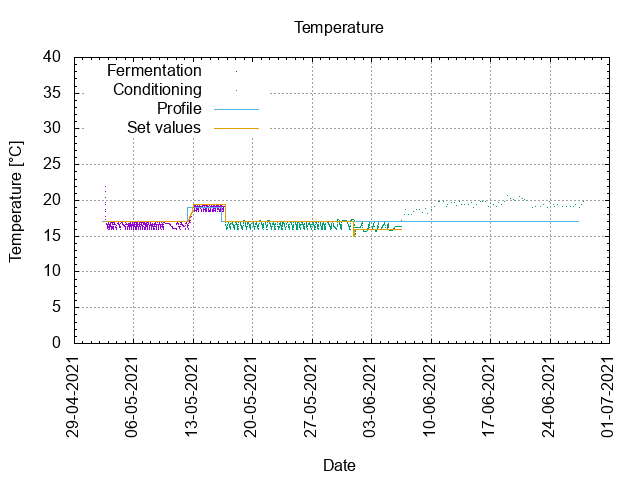 Temperature
Temperature [°C]
40
35
30
25
20
15
10
5
0
Fermentation
Conditioning
Profile
Set values
29-04-2021
06-05-2021
13-05-2021
20-05-2021
27-05-2021
03-06-2021
10-06-2021
17-06-2021
24-06-2021
01-07-2021
Date